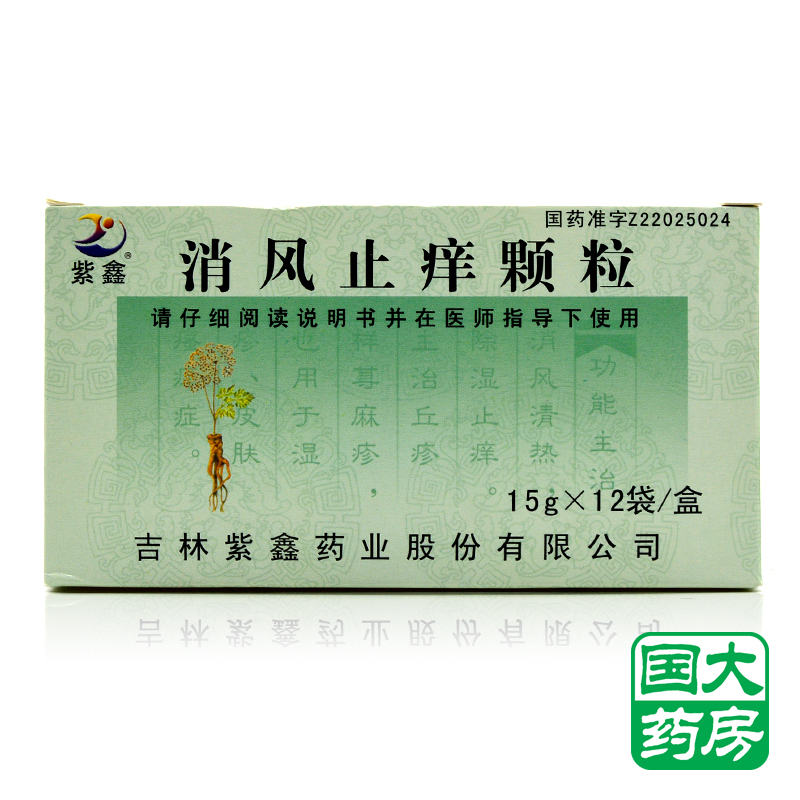 国药准字Z22025024
紫鑫®
消风止痒颗粒
请仔细阅读说明书并在医师指导下使用
功能主治
消风清热，
除湿止痒。
主治丘疹
样荨麻疹，
也用于湿
疹、皮肤
瘙痒症。
15g×12袋/盒
吉林紫鑫药业股份有限公司
国大
药房